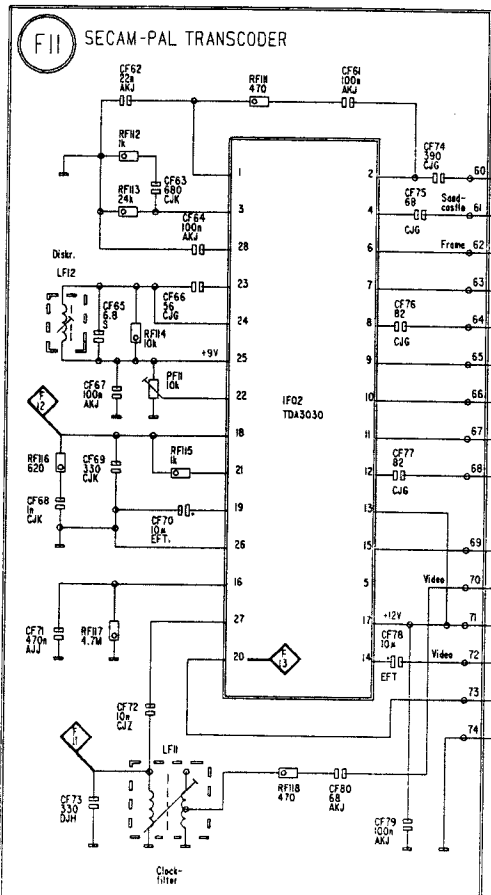 F11 SECAM-PAL TRANSCODER
CF62
22n
AKJ
RF111
470
CF61
100n
AKJ
RF112
1k
CF63
680
CJK
RF113
24k
CF64
100n
AKJ
CF74
390
CJG
60
CF75
68
CJG
Sand-
castle
61
Frame
62
63
CF76
82
CJG
64
65
66
67
CF77
82
CJG
68
69
Video
70
71
Video
72
73
74
Diskr.
LF12
CF65
6.8
S
CF66
56
CJG
RF114
10k
+9V
CF67
100n
AKJ
PF11
10k
F
12
RF116
620
CF69
330
CJK
RF115
1k
CF68
1n
CJK
CF70
10µ
EFT.
CF71
470n
AJJ
RF117
4.7M
1
3
28
23
24
25
22
18
21
19
26
16
27
20
IF02
TDA3030
F
13
2
4
6
7
8
9
10
11
12
13
15
5
17
14
+12V
CF78
10µ
EFT
CF72
10n
CJZ
F
11
LF11
CF73
330
DJH
RF118
470
CF80
68
AKJ
CF79
100n
AKJ
Clock-
filter